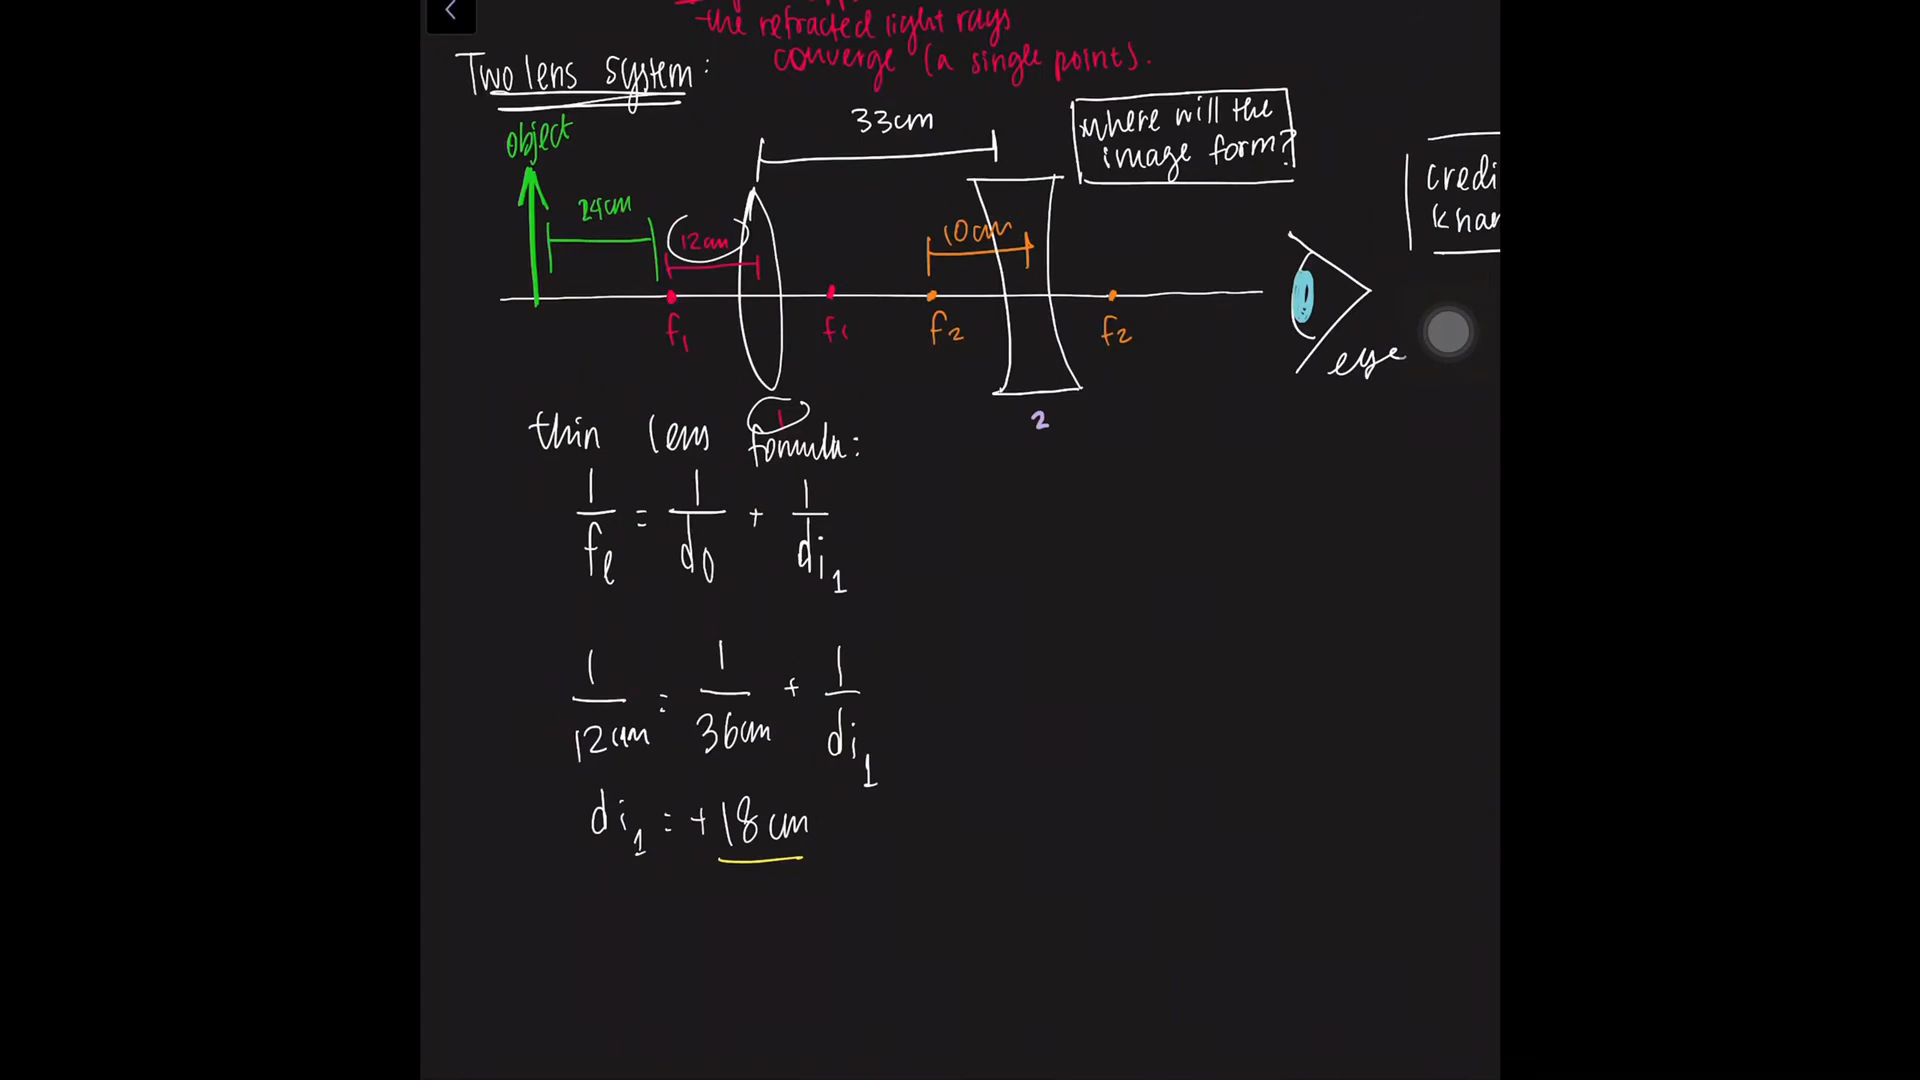 -the refracted light rays
converge (a single point).
Two lens system:
object
33cm
where will the
image form?
credi
khan
24cm
12cm
10cm
f1
f1
f2
f2
eye
1
2
thin lens formula:
1/fl = 1/do + 1/di1
1/12cm = 1/36cm + 1/di1
di1 = +18cm